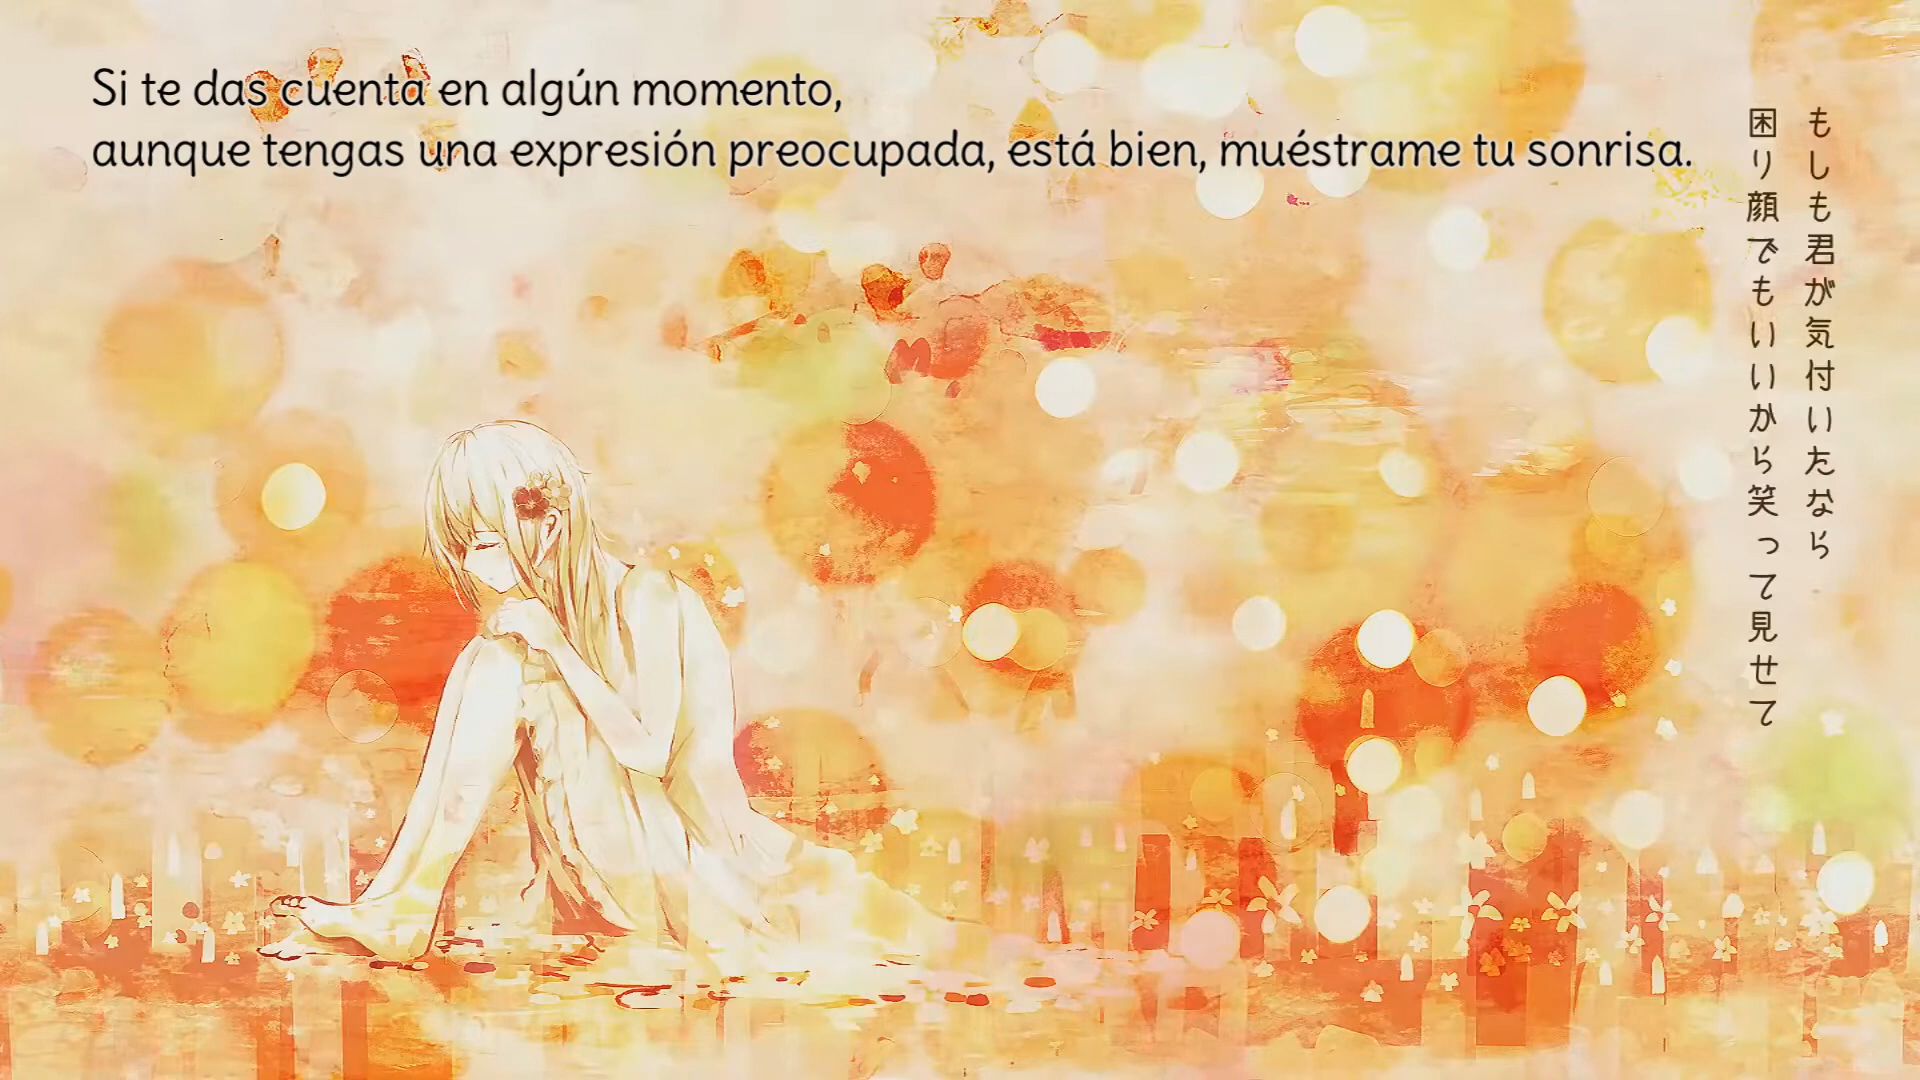 Si te das cuenta en algún momento,
aunque tengas una expresión preocupada, está bien, muéstrame tu sonrisa.
もしも君が気付いたなら
困り顔でもいいから笑って見せて